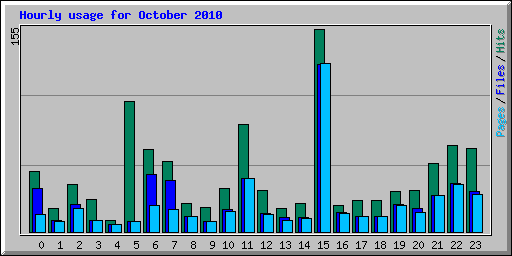 Hourly usage for October 2010
155
Pages / Files / Hits
0 1 2 3 4 5 6 7 8 9 10 11 12 13 14 15 16 17 18 19 20 21 22 23